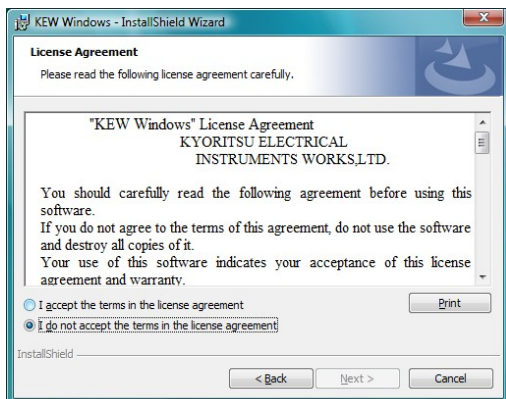 KEW Windows - InstallShield Wizard
License Agreement
Please read the following license agreement carefully.
"KEW Windows" License Agreement
KYORITSU ELECTRICAL
INSTRUMENTS WORKS,LTD.
You should carefully read the following agreement before using this
software.
If you do not agree to the terms of this agreement, do not use the software
and destroy all copies of it.
Your use of this software indicates your acceptance of this license
agreement and warranty.
I accept the terms in the license agreement
Print
I do not accept the terms in the license agreement
InstallShield
< Back
Next >
Cancel